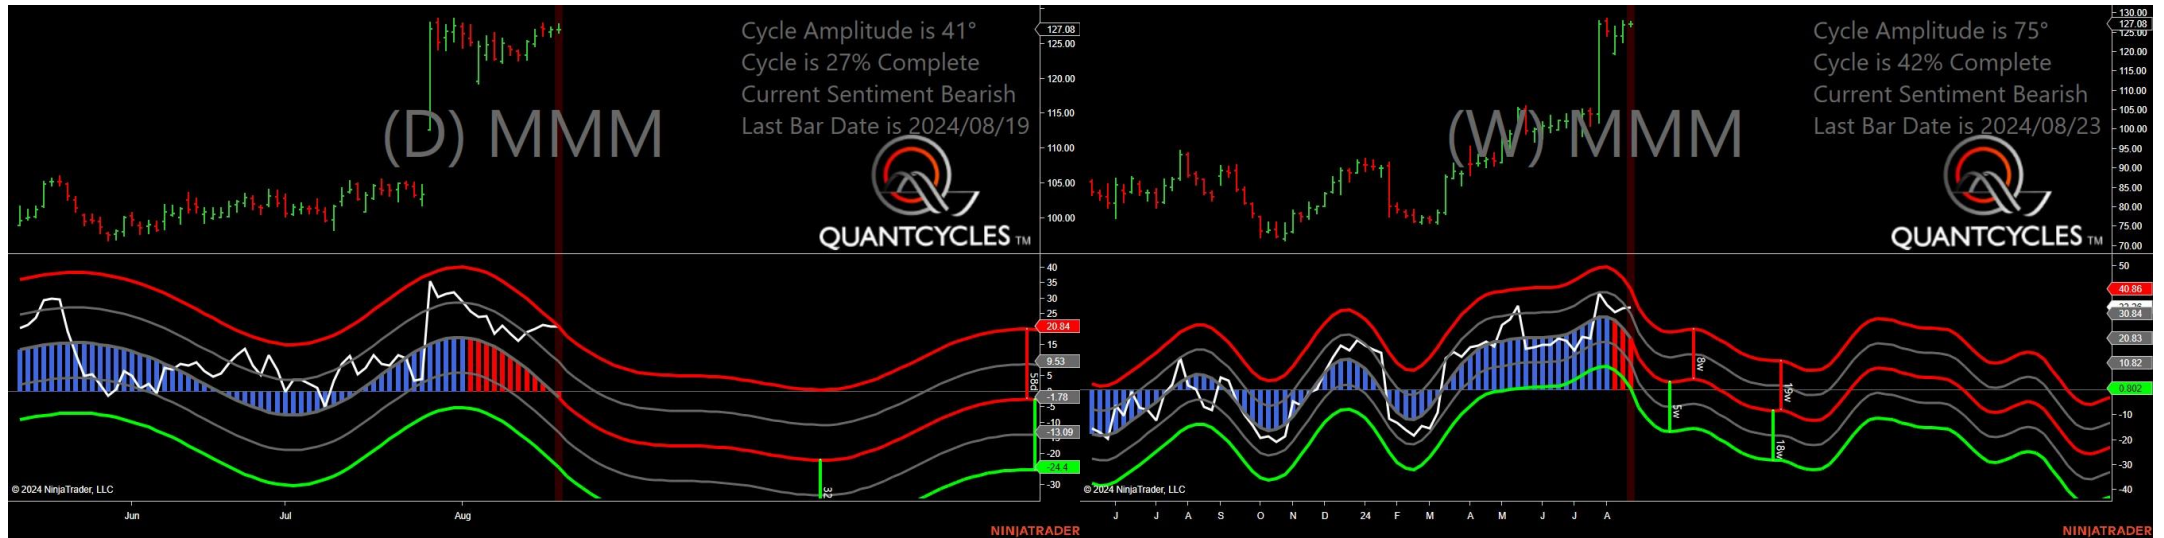 Cycle Amplitude is 41°
Cycle is 27% Complete
Current Sentiment Bearish
Last Bar Date is 2024/08/19
(D) MMM
QUANTCYCLES TM
127.08
125.00
120.00
115.00
110.00
105.00
100.00
40
35
30
25
20.84
15
9.53
5
-1.78
-5
-10
-13.09
-20
-24.4
-30
58d
32
© 2024 NinjaTrader, LLC
Jun Jul Aug
NINJATRADER
Cycle Amplitude is 75°
Cycle is 42% Complete
Current Sentiment Bearish
Last Bar Date is 2024/08/23
(W) MMM
QUANTCYCLES TM
130.00
127.08
125.00
120.00
115.00
110.00
105.00
100.00
95.00
90.00
85.00
80.00
75.00
70.00
50
40.86
30.84
20.83
10.82
0.802
-10
-20
-30
-40
8w
5w
19w
18w
© 2024 NinjaTrader, LLC
J J A S O N D 24 F M A M J J A
NINJATRADER